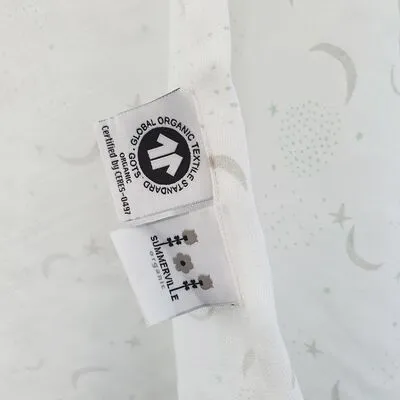 GLOBAL ORGANIC TEXTILE STANDARD · GOTS ·
ORGANIC
Certified by CERES-0497
SUMMERVILLE
organic